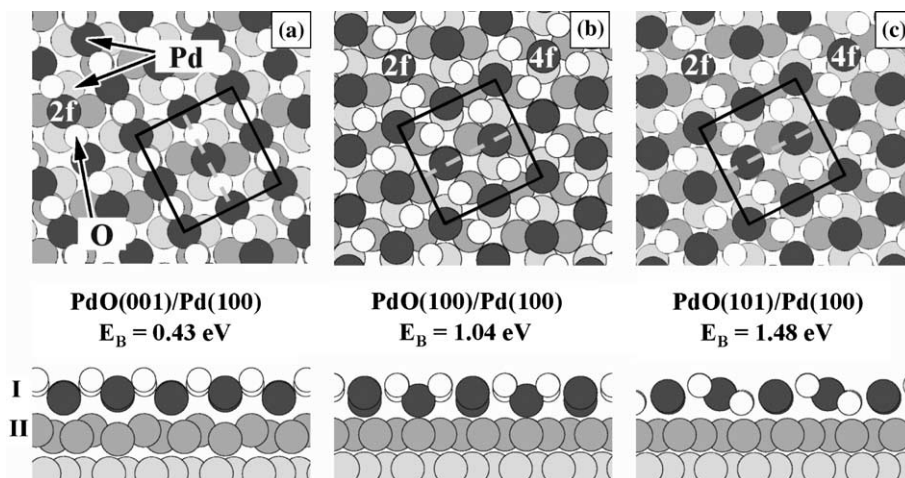 (a)
Pd
2f
O
(b)
2f
4f
(c)
2f
4f
PdO(001)/Pd(100)
E_B = 0.43 eV
PdO(100)/Pd(100)
E_B = 1.04 eV
PdO(101)/Pd(100)
E_B = 1.48 eV
I
II